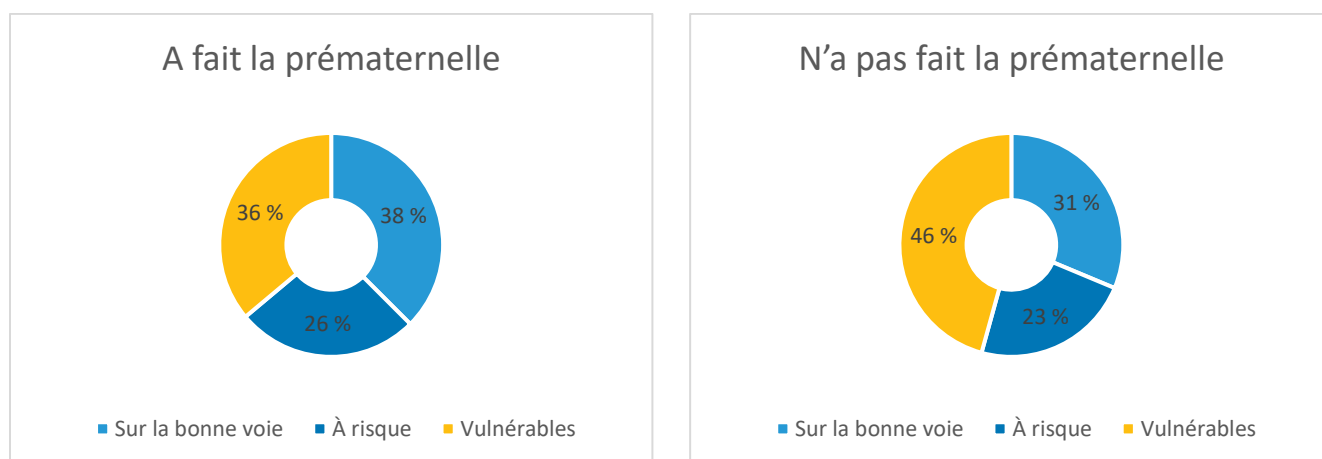 A fait la prématernelle
38 %
26 %
36 %
Sur la bonne voie À risque Vulnérables
N’a pas fait la prématernelle
31 %
23 %
46 %
Sur la bonne voie À risque Vulnérables